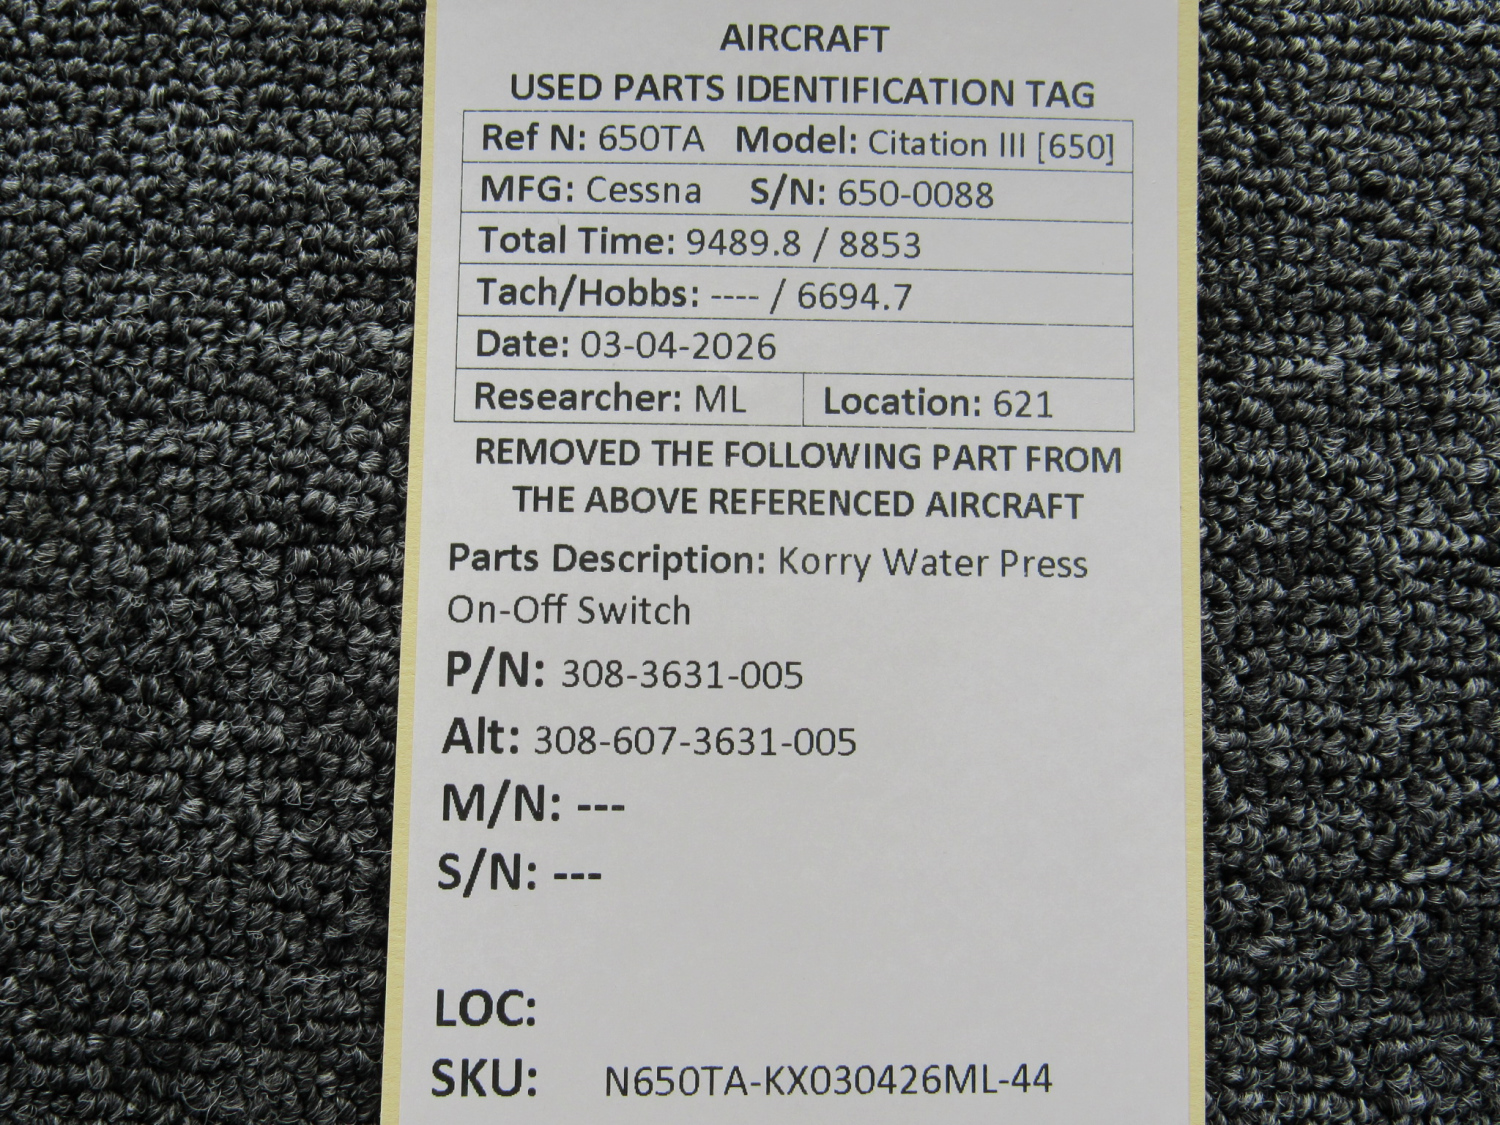 AIRCRAFT
USED PARTS IDENTIFICATION TAG
Ref N: 650TA Model: Citation III [650]
MFG: Cessna S/N: 650-0088
Total Time: 9489.8 / 8853
Tach/Hobbs: ---- / 6694.7
Date: 03-04-2026
Researcher: ML Location: 621
REMOVED THE FOLLOWING PART FROM
THE ABOVE REFERENCED AIRCRAFT
Parts Description: Korry Water Press
On-Off Switch
P/N: 308-3631-005
Alt: 308-607-3631-005
M/N: ---
S/N: ---
LOC:
SKU: N650TA-KX030426ML-44